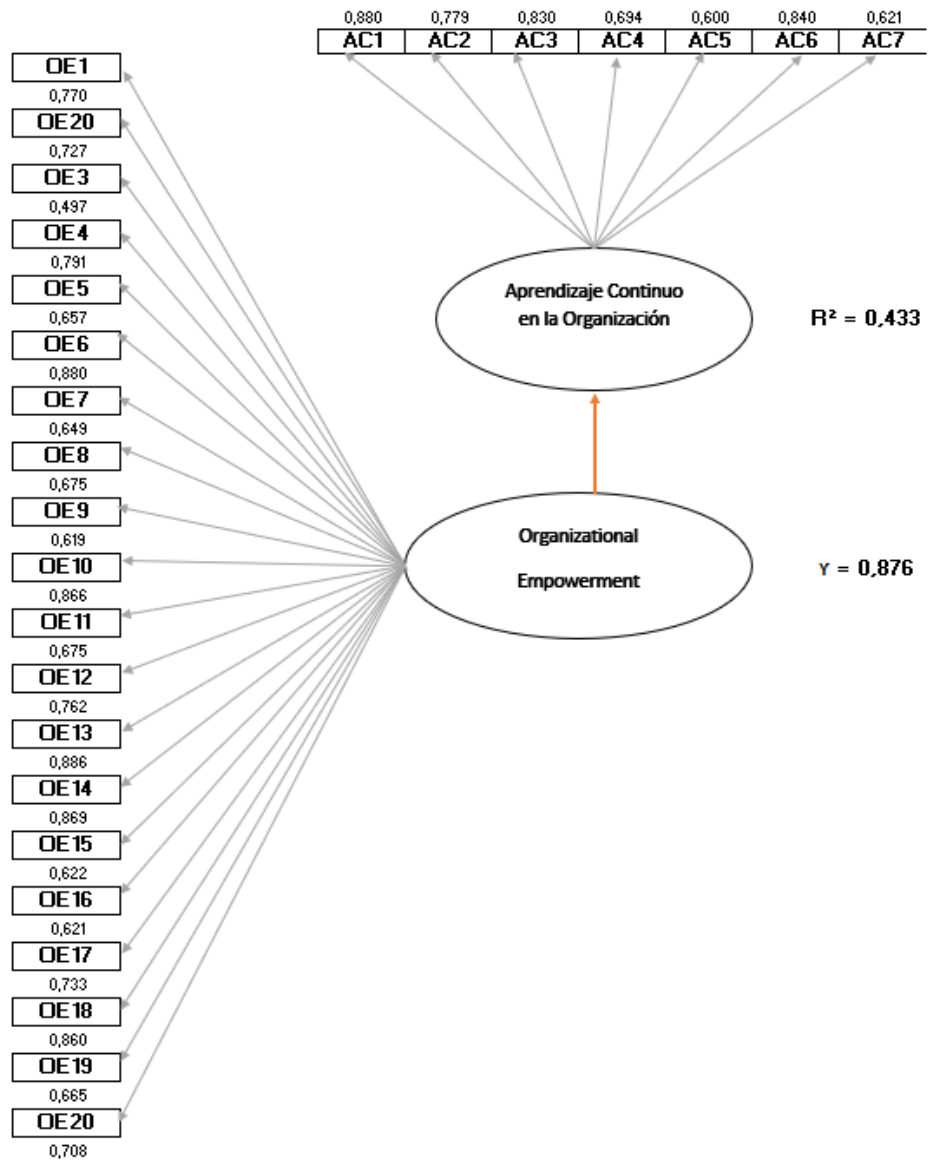 0,880 0,779 0,830 0,694 0,600 0,840 0,621
AC1 AC2 AC3 AC4 AC5 AC6 AC7
OE1
0,770
OE20
0,727
OE3
0,497
OE4
0,791
OE5
0,657
OE6
0,880
OE7
0,649
OE8
0,675
OE9
0,619
OE10
0,866
OE11
0,675
OE12
0,762
OE13
0,886
OE14
0,869
OE15
0,622
OE16
0,621
OE17
0,733
OE18
0,860
OE19
0,665
OE20
0,708
Aprendizaje Continuo
en la Organización
R² = 0,433
Organizational
Empowerment
γ = 0,876